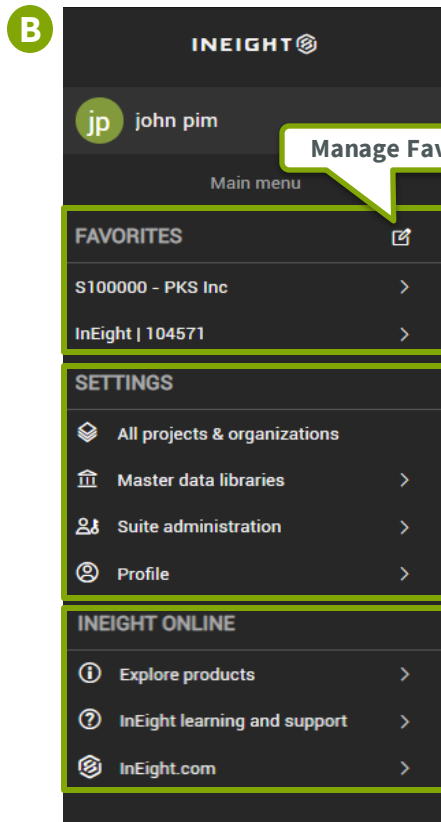 B
INEIGHT
jp john pim
Manage Fav
Main menu
FAVORITES
S100000 - PKS Inc
InEight | 104571
SETTINGS
All projects & organizations
Master data libraries
Suite administration
Profile
INEIGHT ONLINE
Explore products
InEight learning and support
InEight.com